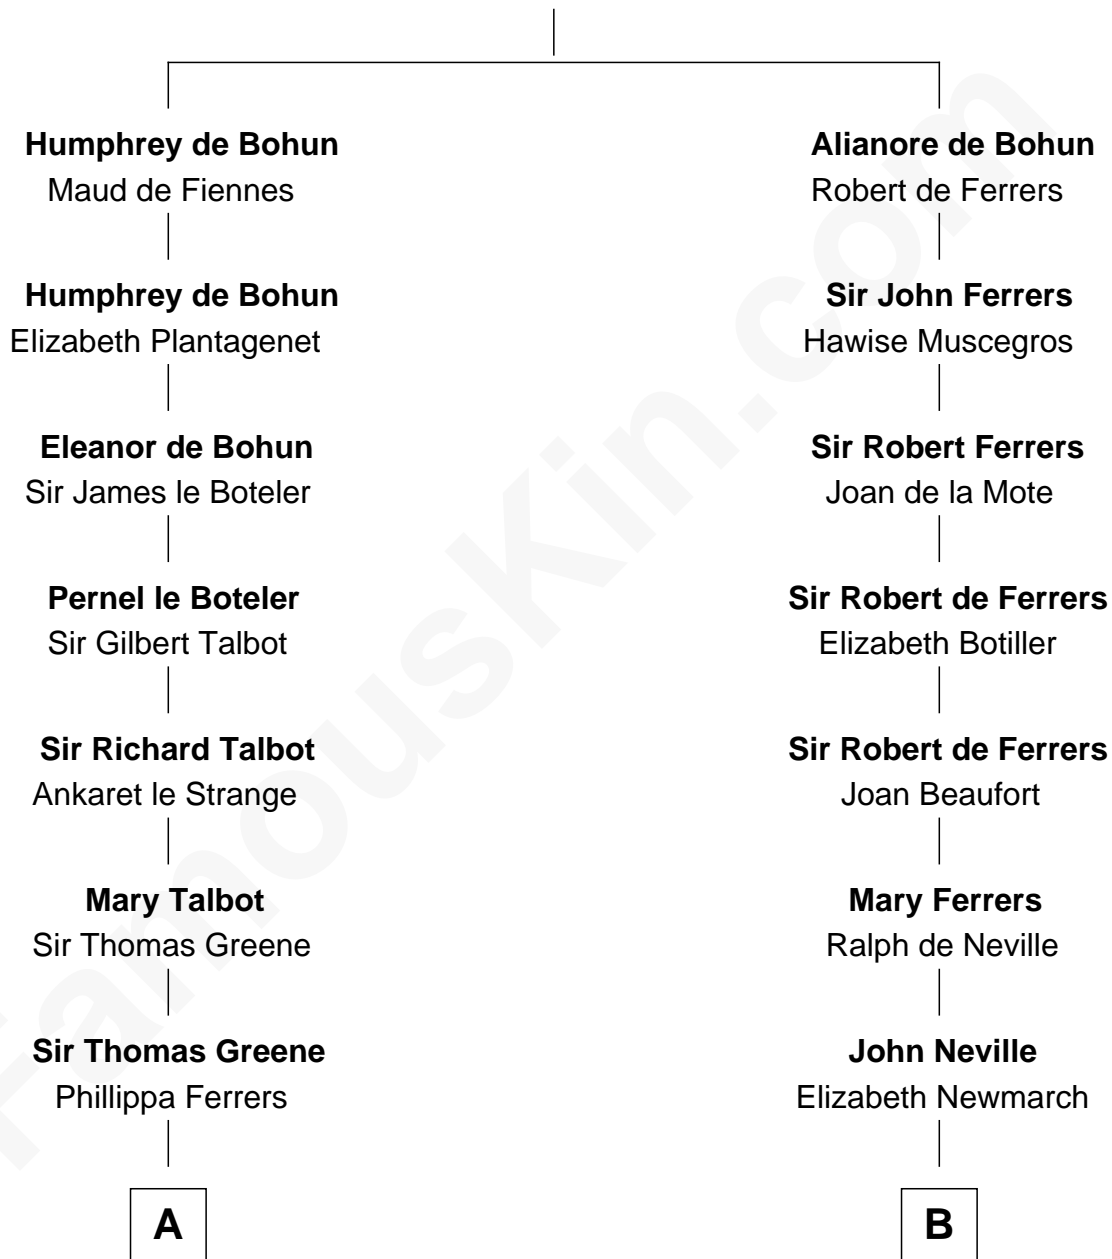 Humphrey de Bohun
Maud de Fiennes
Humphrey de Bohun
Elizabeth Plantagenet
Eleanor de Bohun
Sir James le Boteler
Pernel le Boteler
Sir Gilbert Talbot
Sir Richard Talbot
Ankaret le Strange
Mary Talbot
Sir Thomas Greene
Sir Thomas Greene
Phillippa Ferrers
A
Alianore de Bohun
Robert de Ferrers
Sir John Ferrers
Hawise Muscegros
Sir Robert Ferrers
Joan de la Mote
Sir Robert de Ferrers
Elizabeth Botiller
Sir Robert de Ferrers
Joan Beaufort
Mary Ferrers
Ralph de Neville
John Neville
Elizabeth Newmarch
B
FamousKin.com